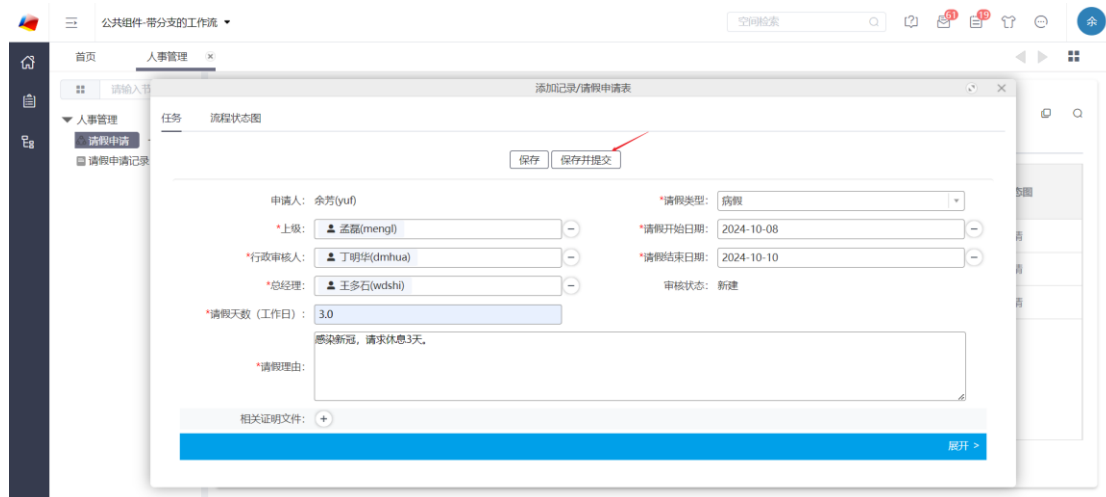 公共组件-带分支的工作流
空间检索
61
19
余
首页 人事管理
请输入节
添加记录/请假申请表
人事管理
请假申请
请假申请记录
任务 流程状态图
保存 保存并提交
申请人: 余芳(yuf) *请假类型: 病假
*上级: 孟磊(mengl) *请假开始日期: 2024-10-08
*行政审核人: 丁明华(dmhua) *请假结束日期: 2024-10-10
*总经理: 王多石(wdshi) 审核状态: 新建
*请假天数（工作日）: 3.0
*请假理由: 感染新冠，请求休息3天。
相关证明文件:
展开 >
态图